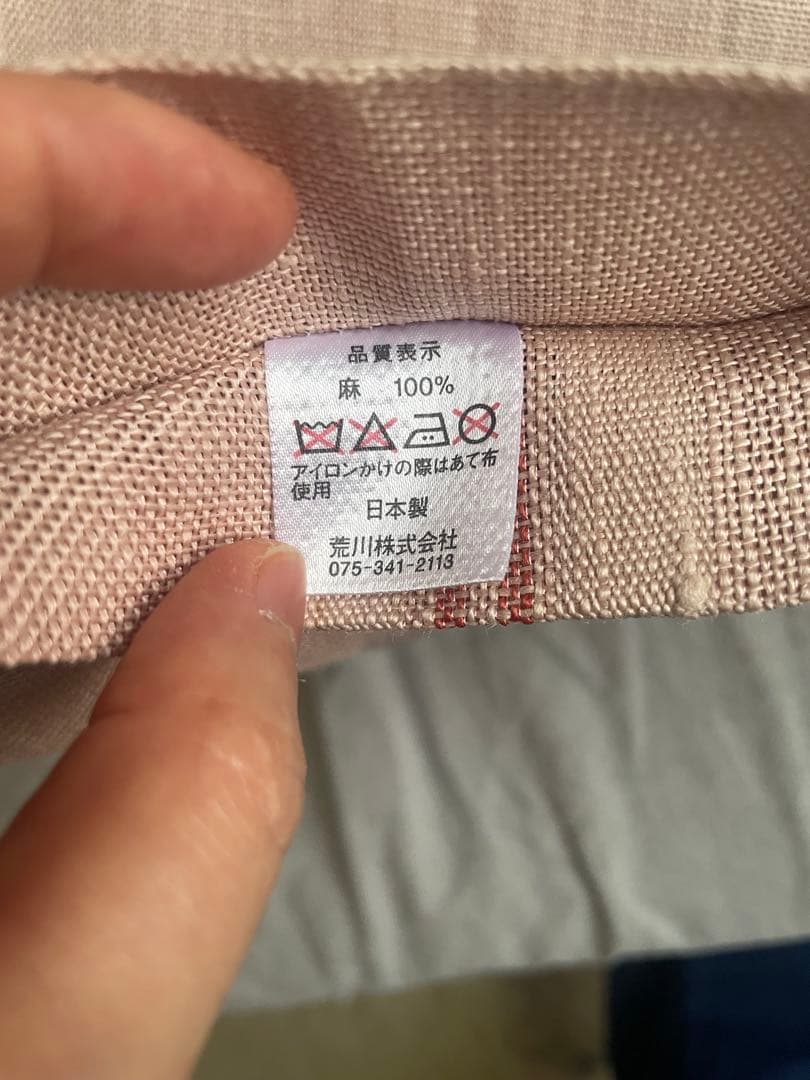 品質表示
麻 100%
アイロンかけの際はあて布
使用
日本製
荒川株式会社
075-341-2113